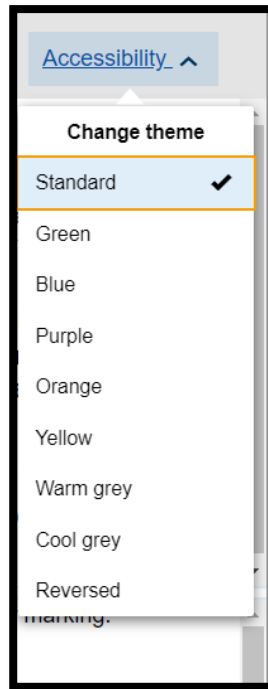 Accessibility
Change theme
Standard
Green
Blue
Purple
Orange
Yellow
Warm grey
Cool grey
Reversed
marking.